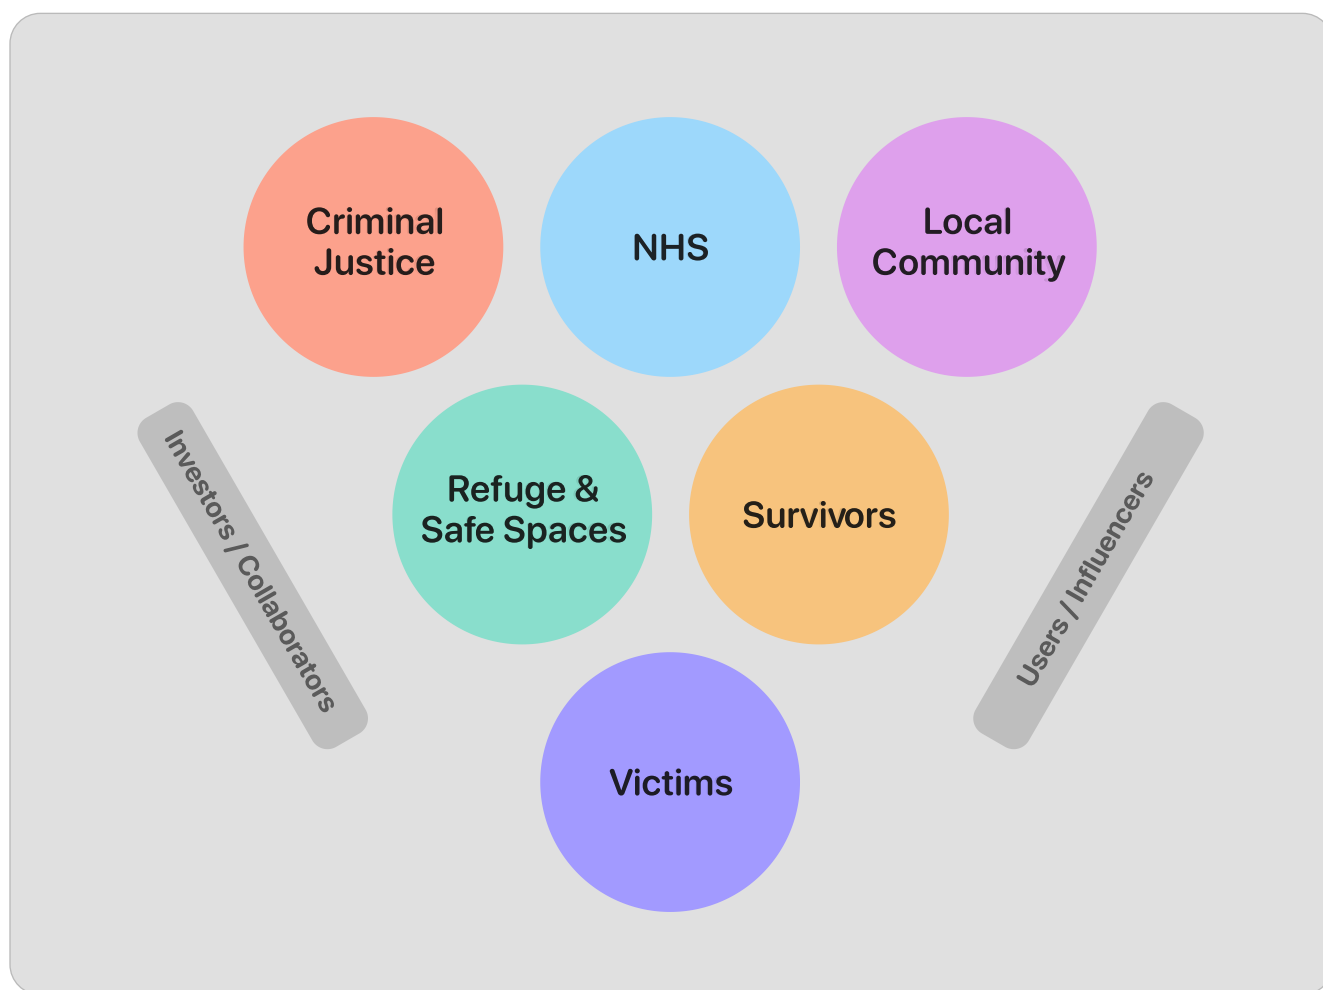 Criminal
Justice
NHS
Local
Community
Refuge &
Safe Spaces
Survivors
Investors / Collaborators
Users / Influencers
Victims